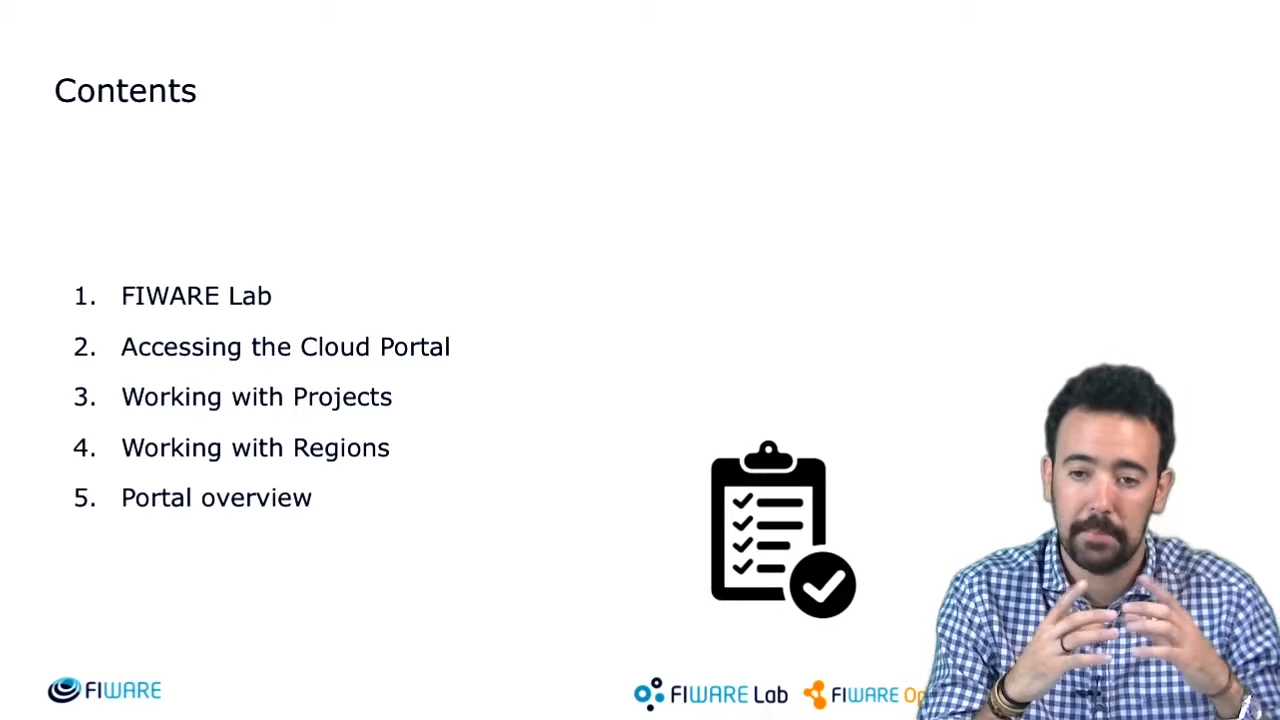 Contents
1. FIWARE Lab
2. Accessing the Cloud Portal
3. Working with Projects
4. Working with Regions
5. Portal overview
FIWARE
FIWARE Lab
FIWARE Op